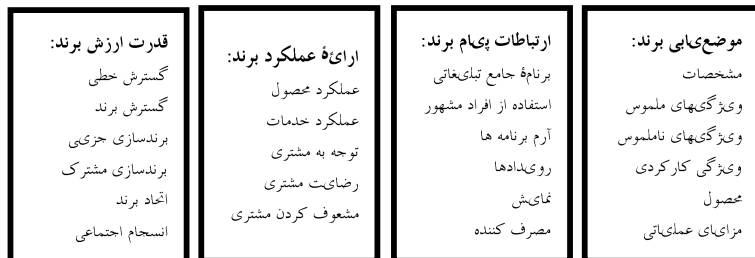 موضع‌یابی برند:
مشخصات
ویژگی‌های ملموس
ویژگی‌های ناملموس
ویژگی کارکردی
محصول
مزایای عملیاتی
ارتباطات پیام برند:
برنامهٔ جامع تبلیغاتی
استفاده از افراد مشهور
آرم برنامه ها
رویدادها
نمایش
مصرف کننده
ارائهٔ عملکرد برند:
عملکرد محصول
عملکرد خدمات
توجه به مشتری
رضایت مشتری
مشعوف کردن مشتری
قدرت ارزش برند:
گسترش خطی
گسترش برند
برندسازی جزیی
برندسازی مشترک
اتحاد برند
انسجام اجتماعی